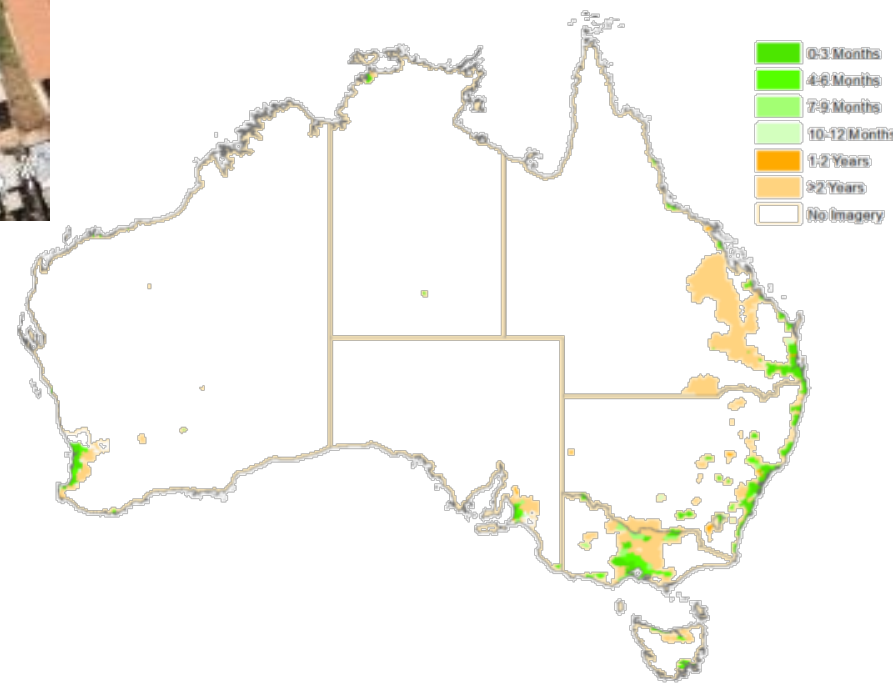 0-3 Months
4-6 Months
7-9 Months
10-12 Months
1-2 Years
>2 Years
No Imagery